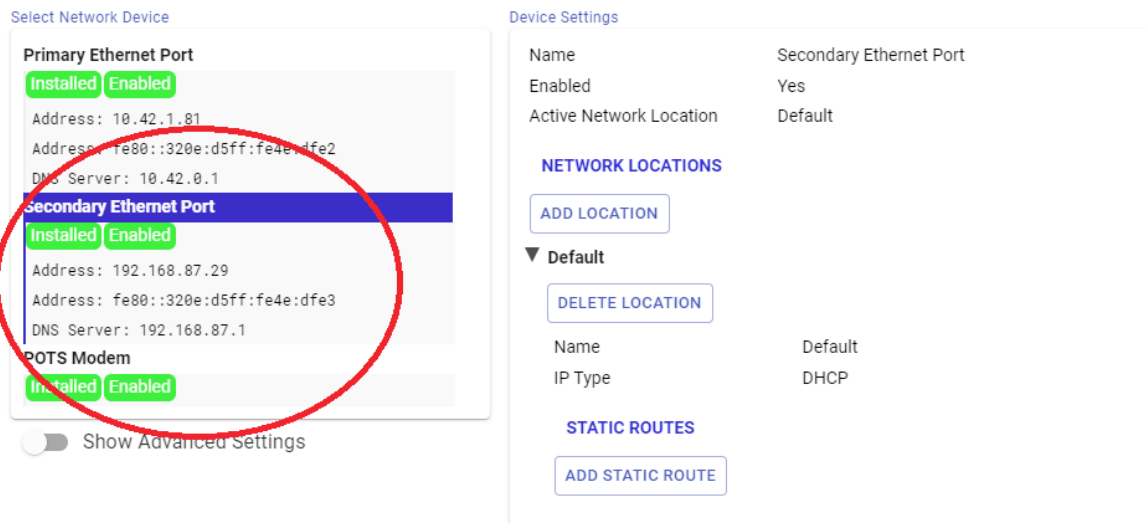 Select Network Device
Primary Ethernet Port
Installed Enabled
Address: 10.42.1.81
Address: fe80::320e:d5ff:fe4e:dfe2
DNS Server: 10.42.0.1
Secondary Ethernet Port
Installed Enabled
Address: 192.168.87.29
Address: fe80::320e:d5ff:fe4e:dfe3
DNS Server: 192.168.87.1
POTS Modem
Installed Enabled
Show Advanced Settings
Device Settings
Name Secondary Ethernet Port
Enabled Yes
Active Network Location Default
NETWORK LOCATIONS
ADD LOCATION
Default
DELETE LOCATION
Name Default
IP Type DHCP
STATIC ROUTES
ADD STATIC ROUTE